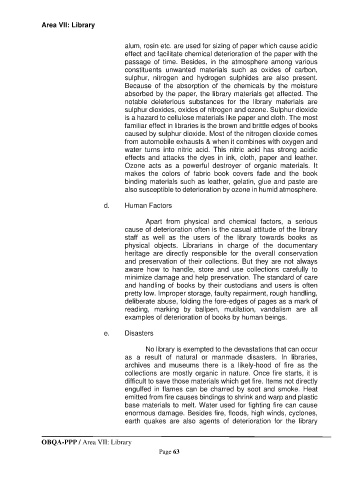 Area VII: Library
alum, rosin etc. are used for sizing of paper which cause acidic
effect and facilitate chemical deterioration of the paper with the
passage of time. Besides, in the atmosphere among various
constituents unwanted materials such as oxides of carbon,
sulphur, nitrogen and hydrogen sulphides are also present.
Because of the absorption of the chemicals by the moisture
absorbed by the paper, the library materials get affected. The
notable deleterious substances for the library materials are
sulphur dioxides, oxides of nitrogen and ozone. Sulphur dioxide
is a hazard to cellulose materials like paper and cloth. The most
familiar effect in libraries is the brown and brittle edges of books
caused by sulphur dioxide. Most of the nitrogen dioxide comes
from automobile exhausts & when it combines with oxygen and
water turns into nitric acid. This nitric acid has strong acidic
effects and attacks the dyes in ink, cloth, paper and leather.
Ozone acts as a powerful destroyer of organic materials. It
makes the colors of fabric book covers fade and the book
binding materials such as leather, gelatin, glue and paste are
also susceptible to deterioration by ozone in humid atmosphere.
d. Human Factors
Apart from physical and chemical factors, a serious
cause of deterioration often is the casual attitude of the library
staff as well as the users of the library towards books as
physical objects. Librarians in charge of the documentary
heritage are directly responsible for the overall conservation
and preservation of their collections. But they are not always
aware how to handle, store and use collections carefully to
minimize damage and help preservation. The standard of care
and handling of books by their custodians and users is often
pretty low. Improper storage, faulty repairment, rough handling,
deliberate abuse, folding the fore-edges of pages as a mark of
reading, marking by ballpen, mutilation, vandalism are all
examples of deterioration of books by human beings.
e. Disasters
No library is exempted to the devastations that can occur
as a result of natural or manmade disasters. In libraries,
archives and museums there is a likely-hood of fire as the
collections are mostly organic in nature. Once fire starts, it is
difficult to save those materials which get fire. Items not directly
engulfed in flames can be charred by soot and smoke. Heat
emitted from fire causes bindings to shrink and warp and plastic
base materials to melt. Water used for fighting fire can cause
enormous damage. Besides fire, floods, high winds, cyclones,
earth quakes are also agents of deterioration for the library
OBQA-PPP / Area VII: Library
Page 63